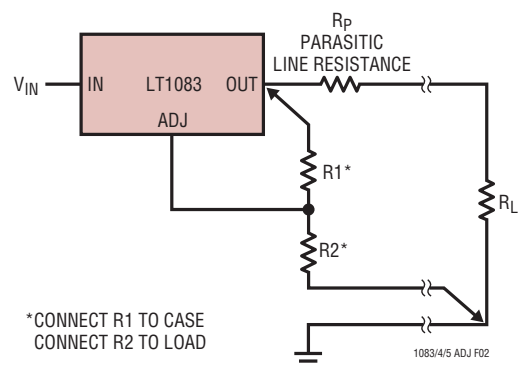 RP
PARASITIC
LINE RESISTANCE
VIN
IN
LT1083
OUT
ADJ
R1*
RL
R2*
*CONNECT R1 TO CASE
CONNECT R2 TO LOAD
1083/4/5 ADJ F02